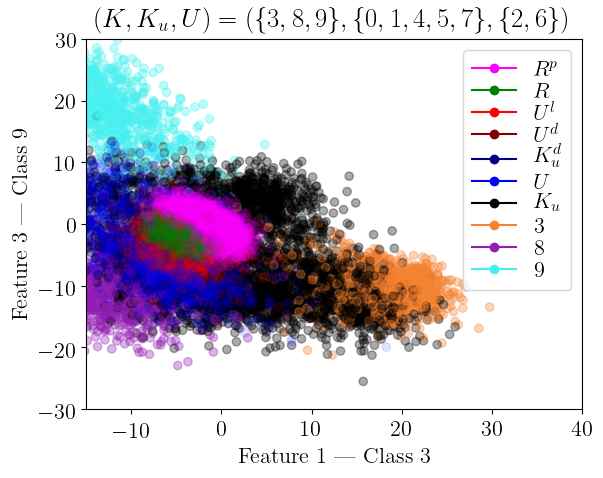 (K, K_u, U) = ({3, 8, 9}, {0, 1, 4, 5, 7}, {2, 6})
30
20
10
0
−10
−20
−30
Feature 3 — Class 9
R^p
R
U^l
U^d
K_u^d
U
K_u
3
8
9
−10
0
10
20
30
40
Feature 1 — Class 3